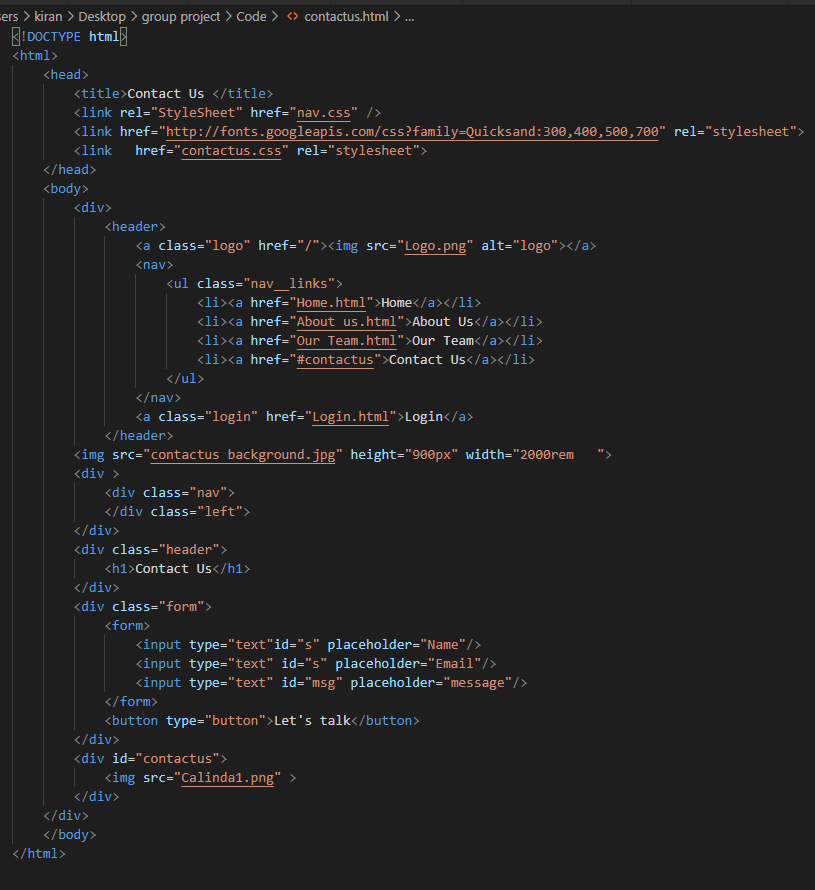 ers > kiran > Desktop > group project > Code > <> contactus.html > ...
<!DOCTYPE html>
<html>
    <head>
        <title>Contact Us </title>
        <link rel="StyleSheet" href="nav.css" />
        <link href="http://fonts.googleapis.com/css?family=Quicksand:300,400,500,700" rel="stylesheet">
        <link   href="contactus.css" rel="stylesheet">
    </head>
    <body>
        <div>
            <header>
                <a class="logo" href="/"><img src="Logo.png" alt="logo"></a>
                <nav>
                    <ul class="nav__links">
                        <li><a href="Home.html">Home</a></li>
                        <li><a href="About us.html">About Us</a></li>
                        <li><a href="Our Team.html">Our Team</a></li>
                        <li><a href="#contactus">Contact Us</a></li>
                    </ul>
                </nav>
                <a class="login" href="Login.html">Login</a>
            </header>
        <img src="contactus background.jpg" height="900px" width="2000rem   ">
        <div >
            <div class="nav">
            </div class="left">
        </div>
        <div class="header">
            <h1>Contact Us</h1>
        </div>
        <div class="form">
            <form>
                <input type="text"id="s" placeholder="Name"/>
                <input type="text" id="s" placeholder="Email"/>
                <input type="text" id="msg" placeholder="message"/>
            </form>
            <button type="button">Let's talk</button>
        </div>
        <div id="contactus">
            <img src="Calinda1.png" >
        </div>
    </div>
    </body>
</html>